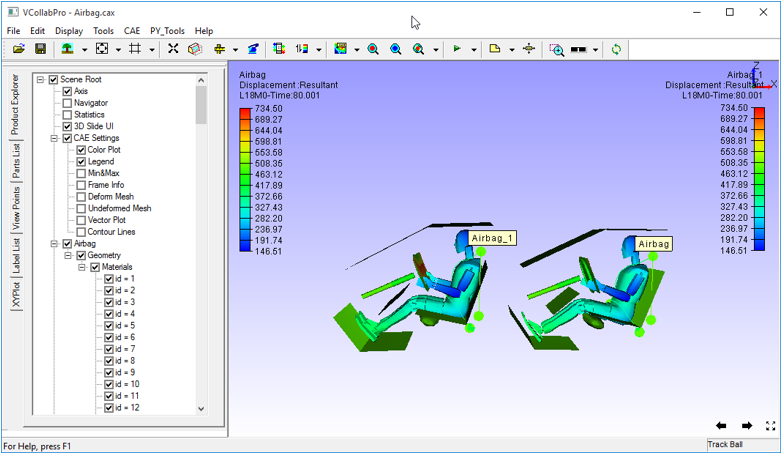 VCollabPro - Airbag.cax
File Edit Display Tools CAE PY_Tools Help
Product Explorer
Parts List
View Points
Label List
XYPlot
Scene Root
Axis
Navigator
Statistics
3D Slide UI
CAE Settings
Color Plot
Legend
Min&Max
Frame Info
Deform Mesh
Undeformed Mesh
Vector Plot
Contour Lines
Airbag
Geometry
Materials
id = 1
id = 2
id = 3
id = 4
id = 5
id = 6
id = 7
id = 8
id = 9
id = 10
id = 11
id = 12
Airbag
Displacement :Resultant
L18M0-Time:80.001
734.50
689.27
644.04
598.81
553.58
508.35
463.12
417.89
372.66
327.43
282.20
236.97
191.74
146.51
Airbag_1
Displacement :Resultant
L18M0-Time:80.001
Z
X
734.50
689.27
644.04
598.81
553.58
508.35
463.12
417.89
372.66
327.43
282.20
236.97
191.74
146.51
Airbag_1
Airbag
For Help, press F1
Track Ball